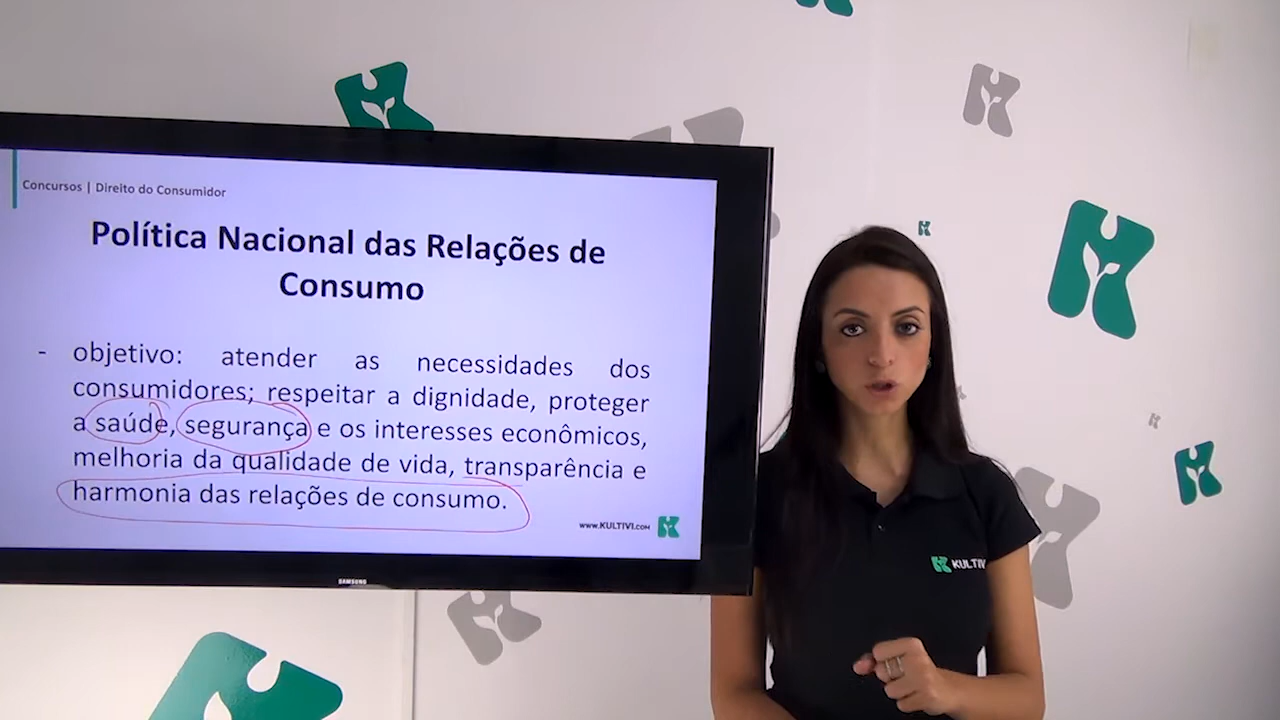 Concursos | Direito do Consumidor
Política Nacional das Relações de
Consumo
- objetivo: atender as necessidades dos
consumidores; respeitar a dignidade, proteger
a saúde, segurança e os interesses econômicos,
melhoria da qualidade de vida, transparência e
harmonia das relações de consumo.
www.KULTIVI.COM
SAMSUNG
KULTIV